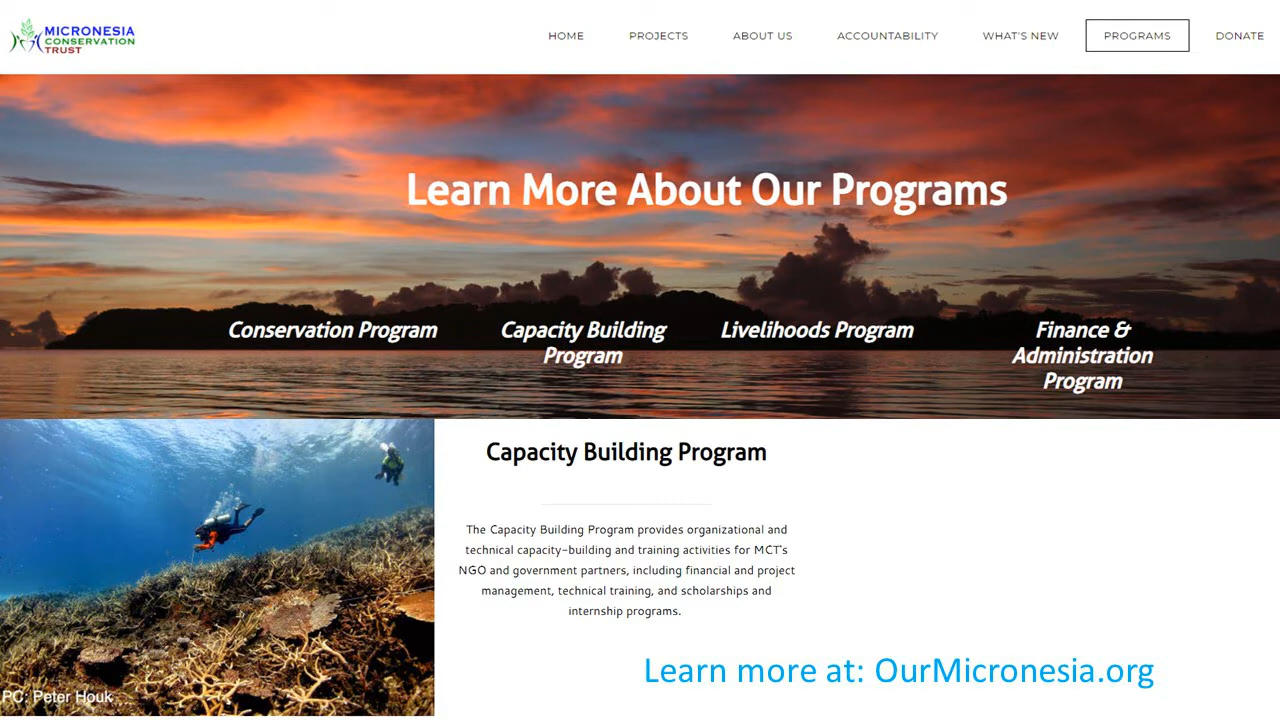 MICRONESIA
CONSERVATION
TRUST
HOME PROJECTS ABOUT US ACCOUNTABILITY WHAT'S NEW PROGRAMS DONATE
Learn More About Our Programs
Conservation Program
Capacity Building
Program
Livelihoods Program
Finance &
Administration
Program
Capacity Building Program
The Capacity Building Program provides organizational and
technical capacity-building and training activities for MCT's
NGO and government partners, including financial and project
management, technical training, and scholarships and
internship programs.
PC: Peter Houk
Learn more at: OurMicronesia.org